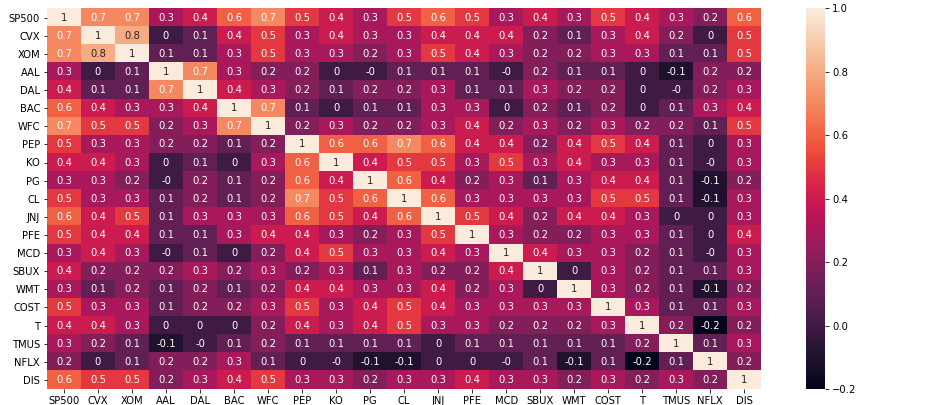 SP500 1 0.7 0.7 0.3 0.4 0.6 0.7 0.5 0.4 0.3 0.5 0.6 0.5 0.3 0.4 0.3 0.5 0.4 0.3 0.2 0.6
CVX 0.7 1 0.8 0 0.1 0.4 0.5 0.3 0.4 0.3 0.3 0.4 0.4 0.4 0.2 0.1 0.3 0.4 0.2 0 0.5
XOM 0.7 0.8 1 0.1 0.1 0.3 0.5 0.3 0.3 0.2 0.3 0.5 0.4 0.3 0.2 0.2 0.3 0.3 0.1 0.1 0.5
AAL 0.3 0 0.1 1 0.7 0.3 0.2 0.2 0 -0 0.1 0.1 0.1 -0 0.2 0.1 0.1 0 -0.1 0.2 0.2
DAL 0.4 0.1 0.1 0.7 1 0.4 0.3 0.2 0.1 0.2 0.2 0.3 0.1 0.1 0.3 0.2 0.2 0 -0 0.2 0.3
BAC 0.6 0.4 0.3 0.3 0.4 1 0.7 0.1 0 0.1 0.1 0.3 0.3 0 0.2 0.1 0.2 0 0.1 0.3 0.4
WFC 0.7 0.5 0.5 0.2 0.3 0.7 1 0.2 0.3 0.2 0.2 0.3 0.4 0.2 0.3 0.2 0.3 0.2 0.2 0.1 0.5
PEP 0.5 0.3 0.3 0.2 0.2 0.1 0.2 1 0.6 0.6 0.7 0.6 0.4 0.4 0.2 0.4 0.5 0.4 0.1 0 0.3
KO 0.4 0.4 0.3 0 0.1 0 0.3 0.6 1 0.4 0.5 0.5 0.3 0.5 0.3 0.4 0.3 0.3 0.1 -0 0.3
PG 0.3 0.3 0.2 -0 0.2 0.1 0.2 0.6 0.4 1 0.6 0.4 0.2 0.3 0.1 0.3 0.4 0.4 0.1 -0.1 0.2
CL 0.5 0.3 0.3 0.1 0.2 0.1 0.2 0.7 0.5 0.6 1 0.6 0.3 0.3 0.3 0.3 0.5 0.5 0.1 -0.1 0.3
JNJ 0.6 0.4 0.5 0.1 0.3 0.3 0.3 0.6 0.5 0.4 0.6 1 0.5 0.4 0.2 0.4 0.4 0.3 0 0 0.3
PFE 0.5 0.4 0.4 0.1 0.1 0.3 0.4 0.4 0.3 0.2 0.3 0.5 1 0.3 0.2 0.2 0.3 0.3 0.1 0 0.4
MCD 0.3 0.4 0.3 -0 0.1 0 0.2 0.4 0.5 0.3 0.3 0.4 0.3 1 0.4 0.3 0.3 0.2 0.1 -0 0.3
SBUX 0.4 0.2 0.2 0.2 0.3 0.2 0.3 0.2 0.3 0.1 0.3 0.2 0.2 0.4 1 0 0.3 0.2 0.1 0.1 0.3
WMT 0.3 0.1 0.2 0.1 0.2 0.1 0.2 0.4 0.4 0.3 0.3 0.4 0.2 0.3 0 1 0.3 0.2 0.1 -0.1 0.2
COST 0.5 0.3 0.3 0.1 0.2 0.2 0.3 0.5 0.3 0.4 0.5 0.4 0.3 0.3 0.3 0.3 1 0.3 0.1 0.1 0.3
T 0.4 0.4 0.3 0 0 0 0.2 0.4 0.3 0.4 0.5 0.3 0.3 0.2 0.2 0.2 0.3 1 0.2 -0.2 0.2
TMUS 0.3 0.2 0.1 -0.1 -0 0.1 0.2 0.1 0.1 0.1 0.1 0 0.1 0.1 0.1 0.1 0.1 0.2 1 0.1 0.3
NFLX 0.2 0 0.1 0.2 0.2 0.3 0.1 0 -0 -0.1 -0.1 0 0 -0 0.1 -0.1 0.1 -0.2 0.1 1 0.2
DIS 0.6 0.5 0.5 0.2 0.3 0.4 0.5 0.3 0.3 0.2 0.3 0.3 0.4 0.3 0.3 0.2 0.3 0.2 0.3 0.2 1
SP500 CVX XOM AAL DAL BAC WFC PEP KO PG CL JNJ PFE MCD SBUX WMT COST T TMUS NFLX DIS
1.0
0.8
0.6
0.4
0.2
0.0
−0.2